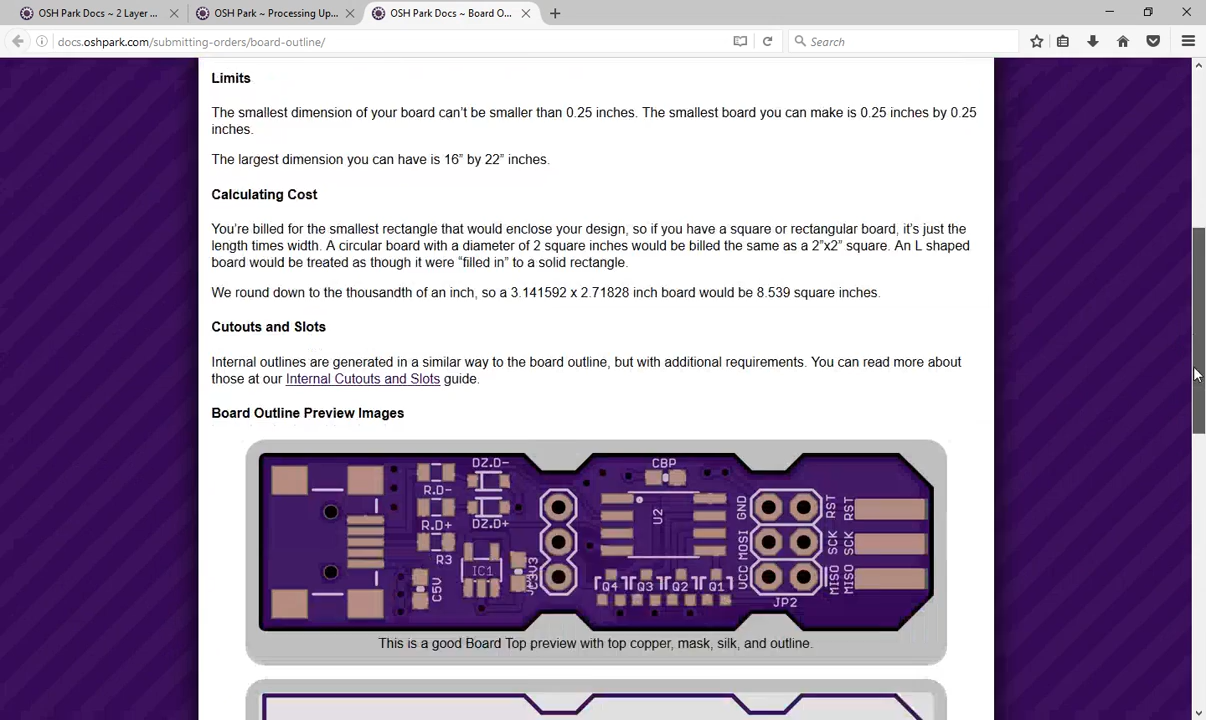 OSH Park Docs ~ 2 Layer ...
OSH Park ~ Processing Up...
OSH Park Docs ~ Board O...
docs.oshpark.com/submitting-orders/board-outline/
Search
Limits
The smallest dimension of your board can’t be smaller than 0.25 inches. The smallest board you can make is 0.25 inches by 0.25
inches.
The largest dimension you can have is 16” by 22” inches.
Calculating Cost
You’re billed for the smallest rectangle that would enclose your design, so if you have a square or rectangular board, it’s just the
length times width. A circular board with a diameter of 2 square inches would be billed the same as a 2”x2” square. An L shaped
board would be treated as though it were “filled in” to a solid rectangle.
We round down to the thousandth of an inch, so a 3.141592 x 2.71828 inch board would be 8.539 square inches.
Cutouts and Slots
Internal outlines are generated in a similar way to the board outline, but with additional requirements. You can read more about
those at our Internal Cutouts and Slots guide.
Board Outline Preview Images
DZ.D-
CBP
R.D-
GND
RST
RST
U2
R.D+
DZ.D+
MOSI
SCK
SCK
R3
IC1
C5V
Q4
Q3
Q2
Q1
VCC
MISO
MISO
JP2
This is a good Board Top preview with top copper, mask, silk, and outline.